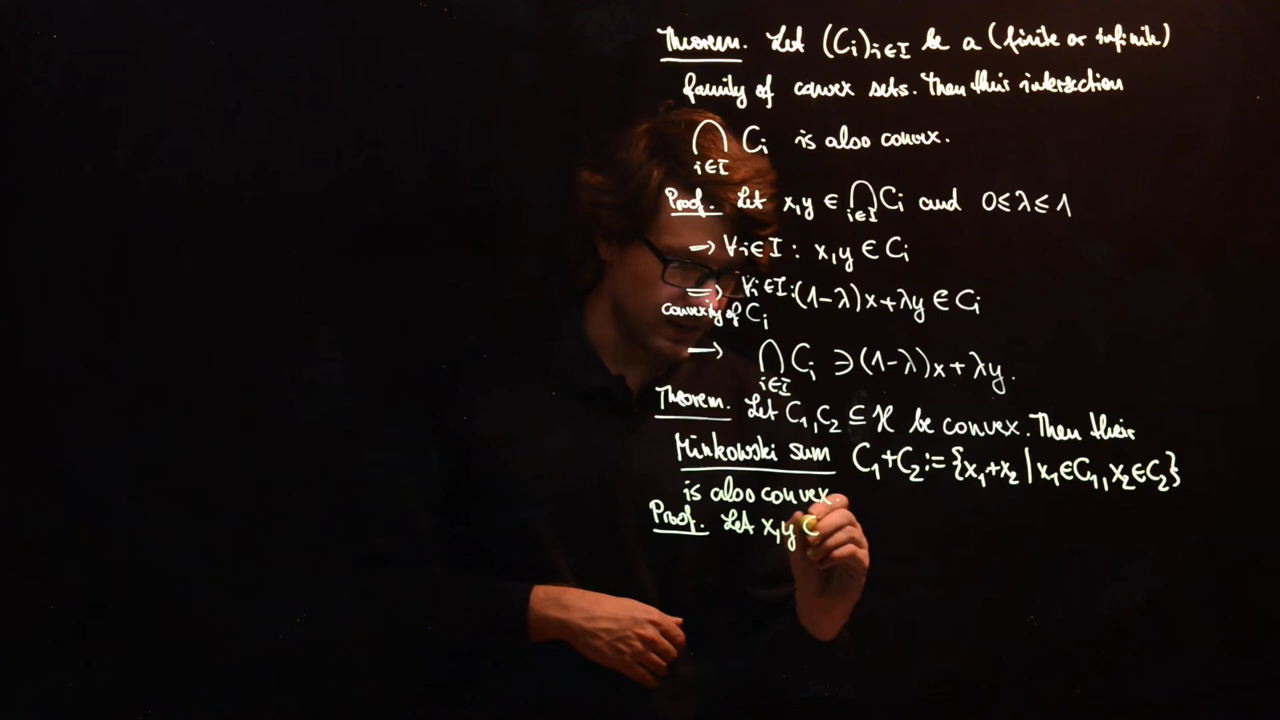 Theorem. Let (Cᵢ)ᵢ∈I be a (finite or infinite)
family of convex sets. Then this intersection
⋂ᵢ∈I Cᵢ is also convex.
Proof. Let x,y ∈ ⋂ᵢ∈I Cᵢ and 0≤λ≤1
→ ∀i∈I : x,y ∈ Cᵢ
⟹ ∀i∈I:(1-λ)x+λy ∈ Cᵢ
convexity of Cᵢ
→ ⋂ᵢ∈I Cᵢ ∋ (1-λ)x+λy.
Theorem. Let C₁,C₂ ⊆ ℋ be convex. Then their
Minkowski sum C₁+C₂:={x₁+x₂ | x₁∈C₁,x₂∈C₂}
is also convex.
Proof. Let x,y